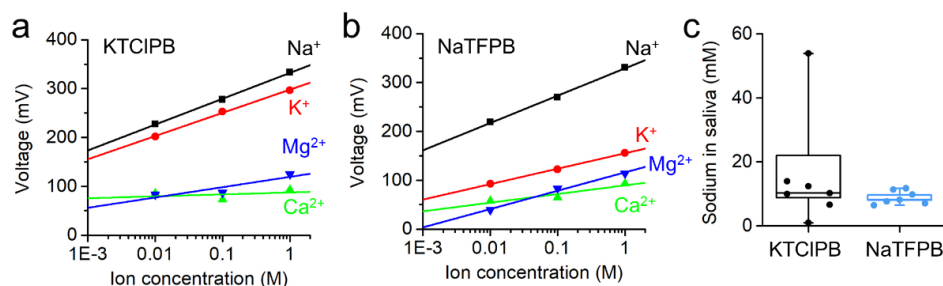 a
KTClPB
Voltage (mV)
400
300
200
100
0
Na⁺
K⁺
Mg²⁺
Ca²⁺
1E-3 0.01 0.1 1
Ion concentration (M)
b
NaTFPB
Voltage (mV)
400
300
200
100
0
Na⁺
K⁺
Mg²⁺
Ca²⁺
1E-3 0.01 0.1 1
Ion concentration (M)
c
Sodium in saliva (mM)
60
40
20
0
KTClPB NaTFPB